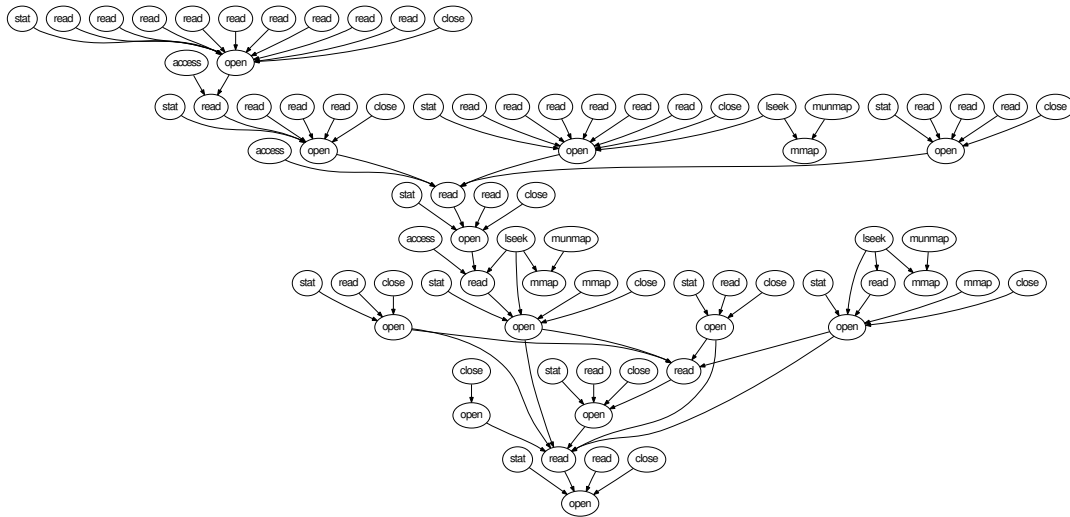 stat read read read read read read read read close
access open
stat read read read read close stat read read read read read read close lseek munmap stat read read read close
access open open mmap open
stat read read close
access open lseek munmap lseek munmap
stat read close read stat mmap mmap close stat read close stat read mmap mmap close
open open open open
close stat read close read
open open
stat read read close
open